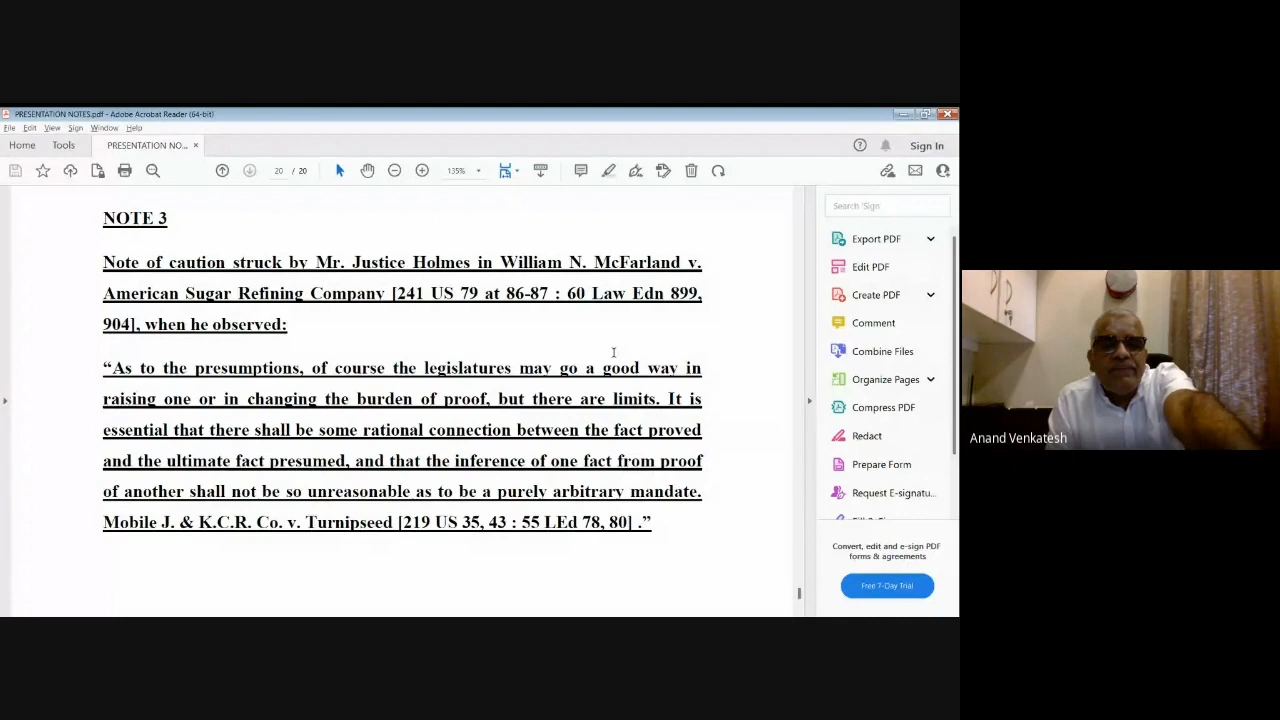 PRESENTATION NOTES.pdf - Adobe Acrobat Reader (64-bit)
File Edit View Sign Window Help
Home Tools PRESENTATION NO... ×
Sign In
20 / 20
135%
NOTE 3
Note of caution struck by Mr. Justice Holmes in William N. McFarland v.
American Sugar Refining Company [241 US 79 at 86-87 : 60 Law Edn 899,
904], when he observed:
“As to the presumptions, of course the legislatures may go a good way in
raising one or in changing the burden of proof, but there are limits. It is
essential that there shall be some rational connection between the fact proved
and the ultimate fact presumed, and that the inference of one fact from proof
of another shall not be so unreasonable as to be a purely arbitrary mandate.
Mobile J. & K.C.R. Co. v. Turnipseed [219 US 35, 43 : 55 LEd 78, 80] .”
Search 'Sign
Export PDF
Edit PDF
Create PDF
Comment
Combine Files
Organize Pages
Compress PDF
Redact
Prepare Form
Request E-signatu...
Convert, edit and e-sign PDF
forms & agreements
Free 7-Day Trial
Anand Venkatesh